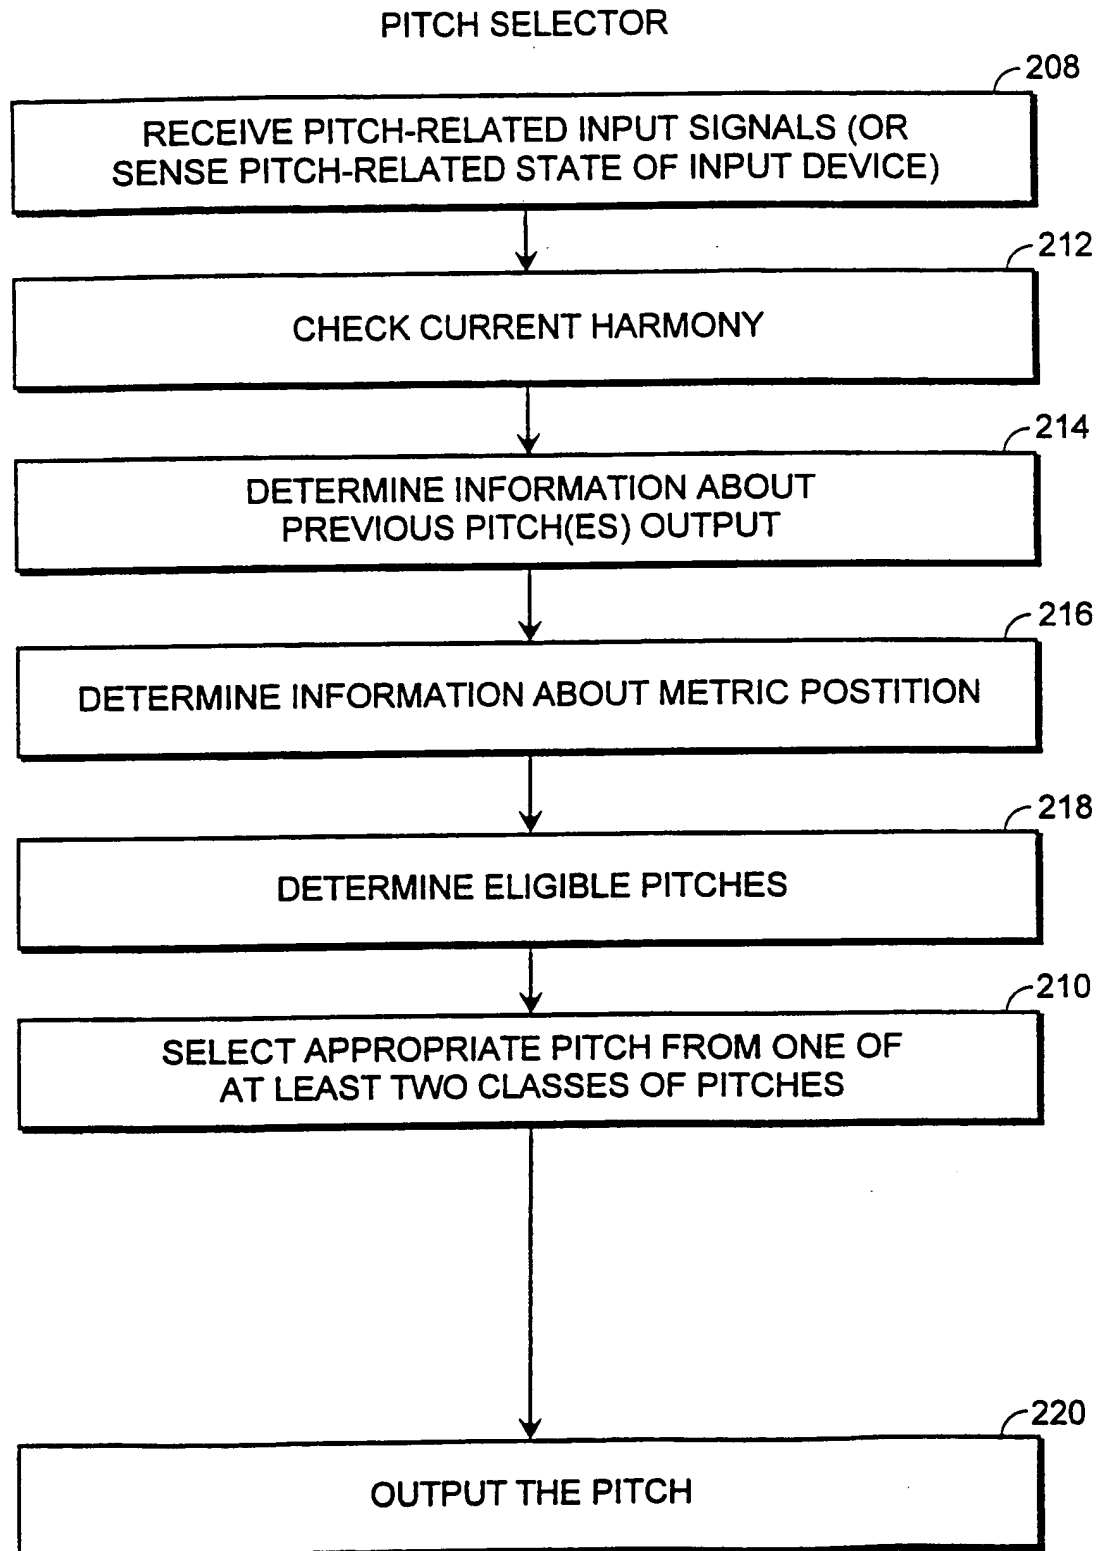 PITCH SELECTOR
208
RECEIVE PITCH-RELATED INPUT SIGNALS (OR
SENSE PITCH-RELATED STATE OF INPUT DEVICE)
212
CHECK CURRENT HARMONY
214
DETERMINE INFORMATION ABOUT
PREVIOUS PITCH(ES) OUTPUT
216
DETERMINE INFORMATION ABOUT METRIC POSTITION
218
DETERMINE ELIGIBLE PITCHES
210
SELECT APPROPRIATE PITCH FROM ONE OF
AT LEAST TWO CLASSES OF PITCHES
220
OUTPUT THE PITCH